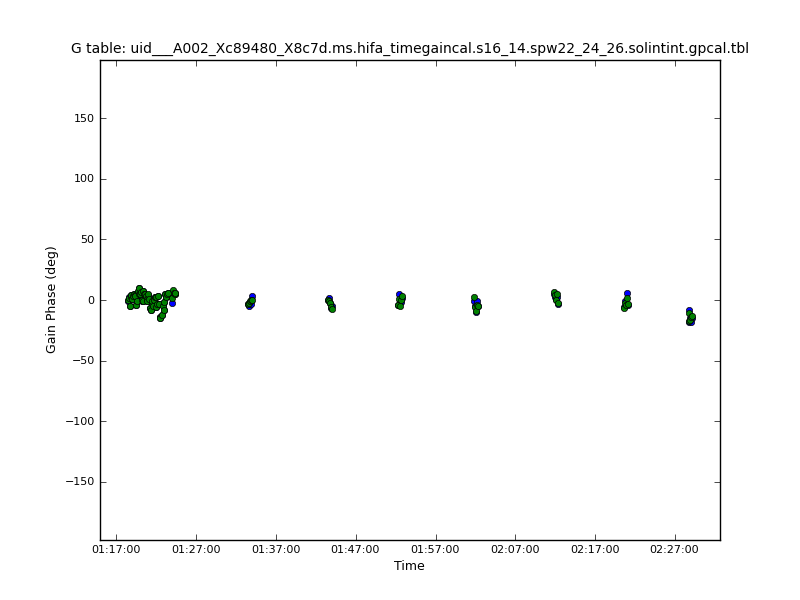 G table: uid___A002_Xc89480_X8c7d.ms.hifa_timegaincal.s16_14.spw22_24_26.solintint.gpcal.tbl
150
100
50
0
−50
−100
−150
Gain Phase (deg)
01:17:00 01:27:00 01:37:00 01:47:00 01:57:00 02:07:00 02:17:00 02:27:00
Time